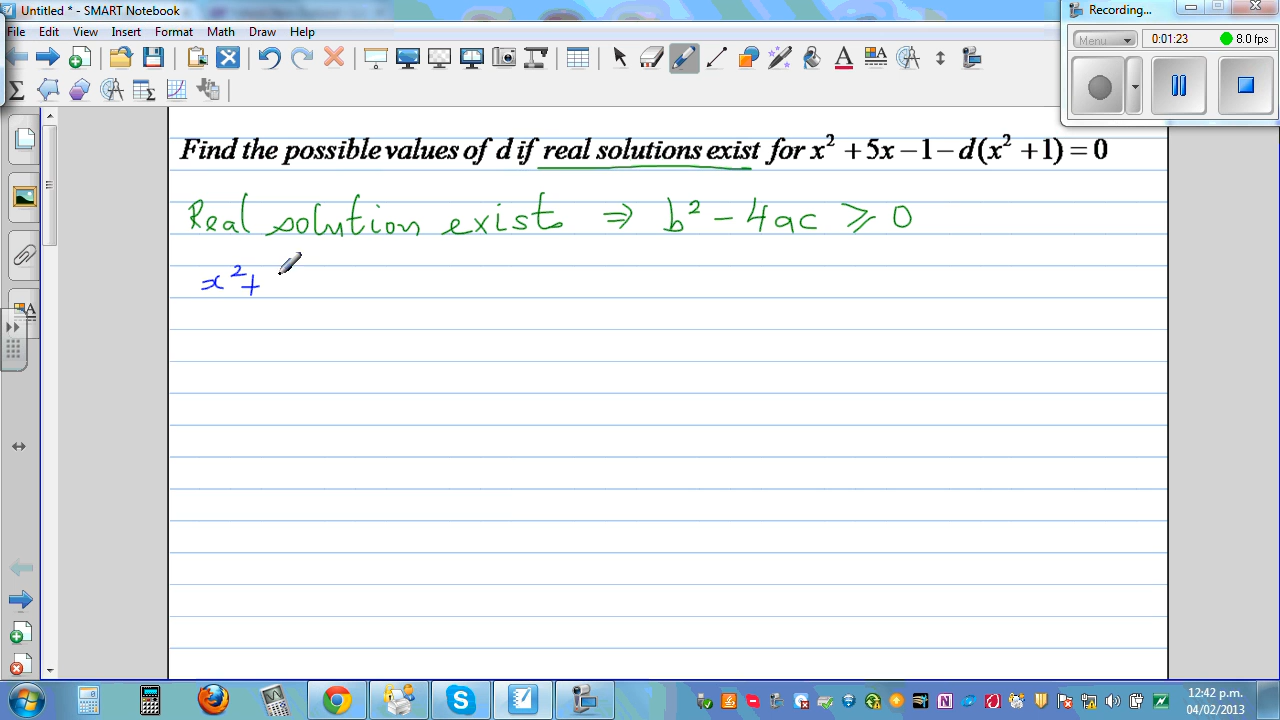 Untitled * - SMART Notebook
Recording...
File Edit View Insert Format Math Draw Help
Menu 0:01:23 8.0 fps
Find the possible values of d if real solutions exist for x² + 5x − 1 − d(x² + 1) = 0
Real solution exists ⇒ b² − 4ac ⩾ 0
x² +
12:42 p.m.
04/02/2013